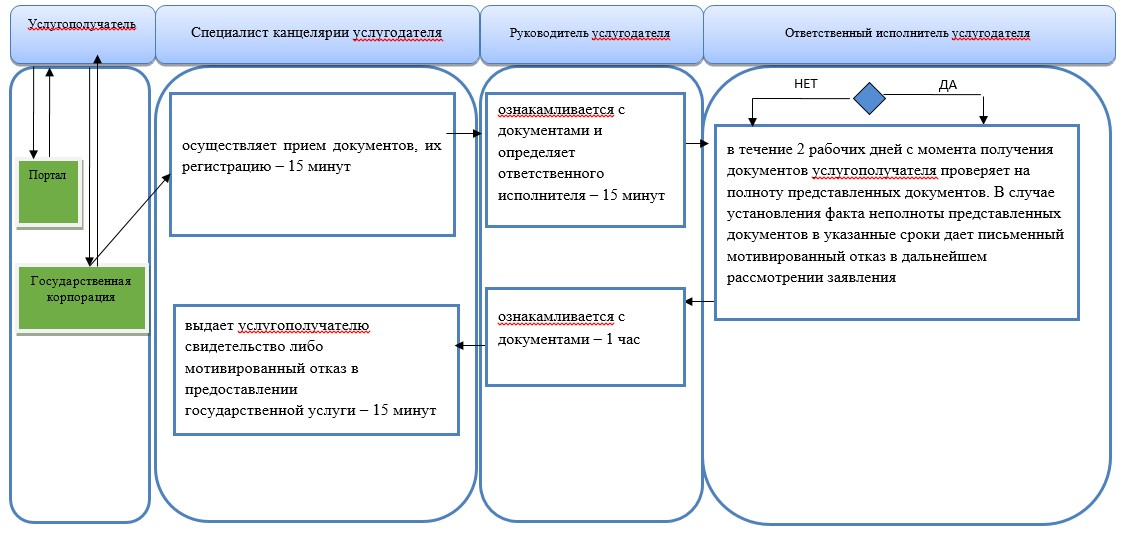 Услугополучатель
Специалист канцелярии услугодателя
Руководитель услугодателя
Ответственный исполнитель услугодателя
Портал
Государственная
корпорация
осуществляет прием документов, их
регистрацию – 15 минут
ознакамливается с
документами и
определяет
ответственного
исполнителя – 15 минут
НЕТ
ДА
в течение 2 рабочих дней с момента получения
документов услугополучателя проверяет на
полноту представленных документов. В случае
установления факта неполноты представленных
документов в указанные сроки дает письменный
мотивированный отказ в дальнейшем
рассмотрении заявления
ознакамливается с
документами – 1 час
выдает услугополучателю
свидетельство либо
мотивированный отказ в
предоставлении
государственной услуги – 15 минут